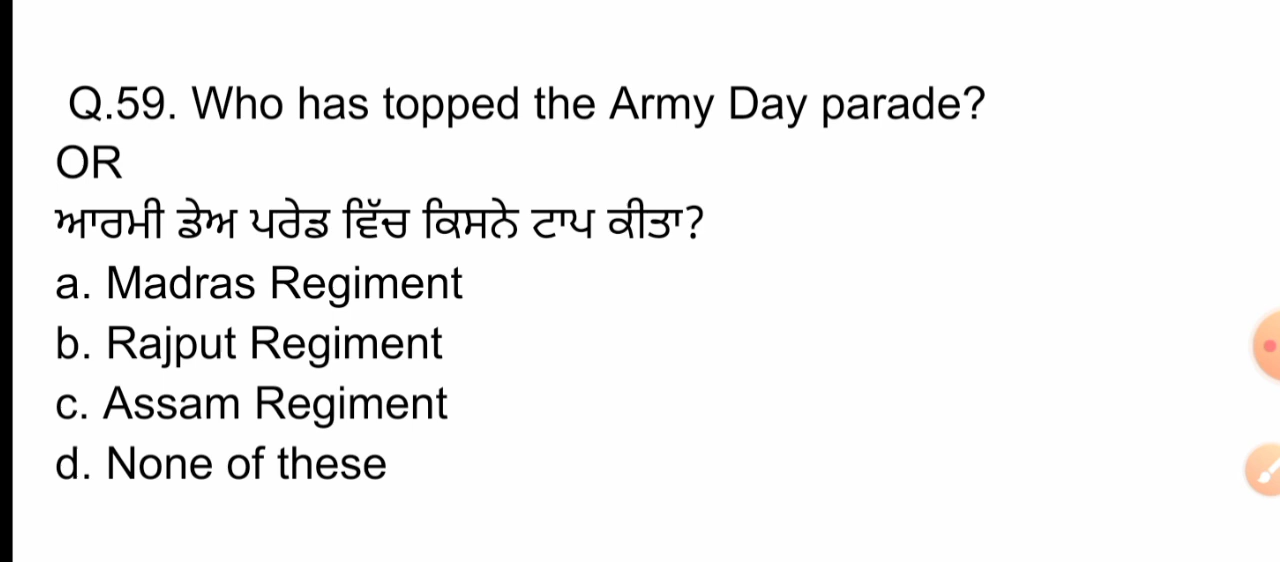 Q.59. Who has topped the Army Day parade?
OR
ਆਰਮੀ ਡੇਅ ਪਰੇਡ ਵਿੱਚ ਕਿਸਨੇ ਟਾਪ ਕੀਤਾ?
a. Madras Regiment
b. Rajput Regiment
c. Assam Regiment
d. None of these